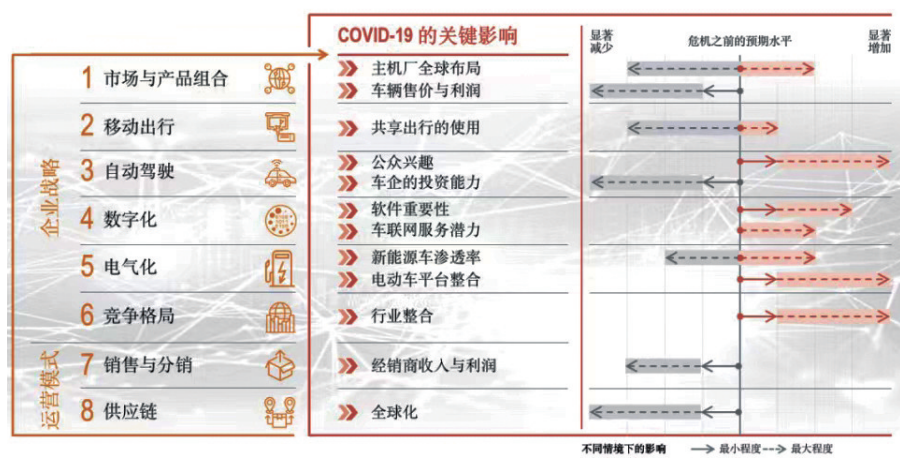 COVID-19 的关键影响
显著
减少
危机之前的预期水平
显著
增加
企业战略
1 市场与产品组合
主机厂全球布局
车辆售价与利润
2 移动出行
共享出行的使用
3 自动驾驶
公众兴趣
车企的投资能力
4 数字化
软件重要性
车联网服务潜力
5 电气化
新能源车渗透率
电动车平台整合
6 竞争格局
行业整合
运营模式
7 销售与分销
经销商收入与利润
8 供应链
全球化
不同情境下的影响 最小程度 最大程度